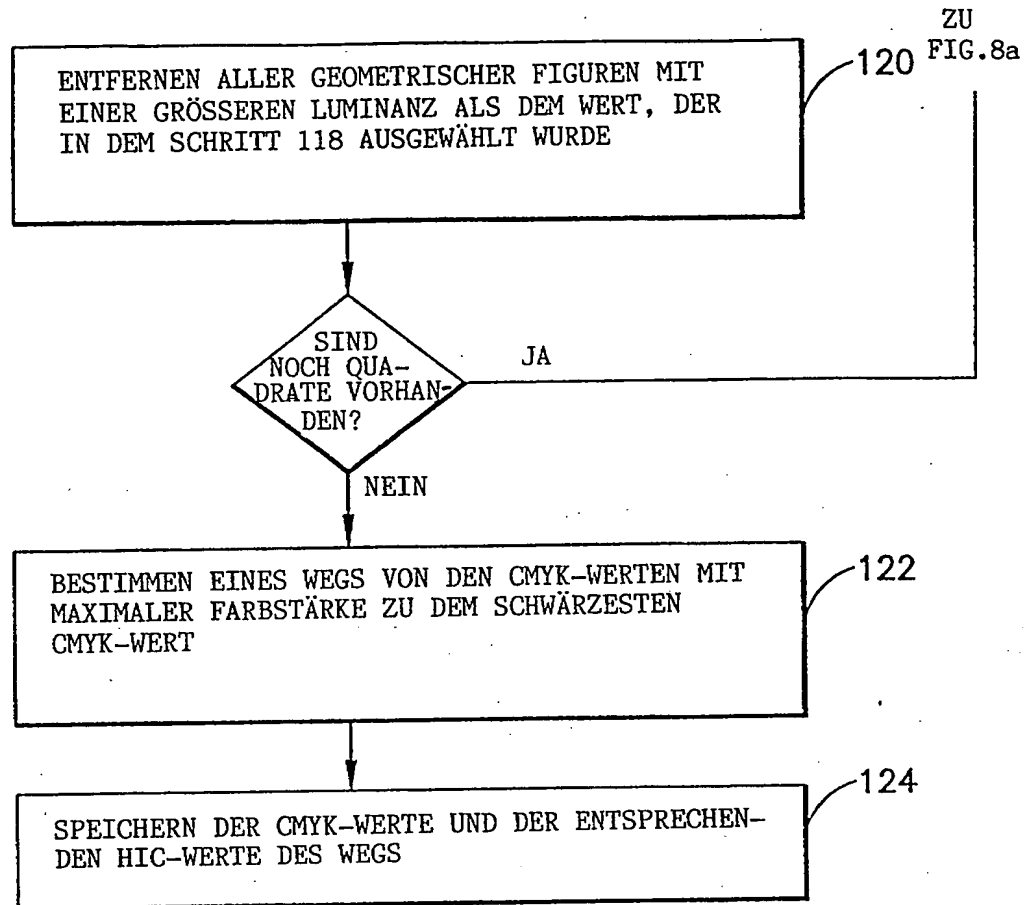 ZU
FIG.8a
120
ENTFERNEN ALLER GEOMETRISCHER FIGUREN MIT
EINER GRÖSSEREN LUMINANZ ALS DEM WERT, DER
IN DEM SCHRITT 118 AUSGEWÄHLT WURDE
SIND
NOCH QUA-
DRATE VORHAN-
DEN?
JA
NEIN
122
BESTIMMEN EINES WEGS VON DEN CMYK-WERTEN MIT
MAXIMALER FARBSTÄRKE ZU DEM SCHWÄRZESTEN
CMYK-WERT
124
SPEICHERN DER CMYK-WERTE UND DER ENTSPRECHEN-
DEN HIC-WERTE DES WEGS